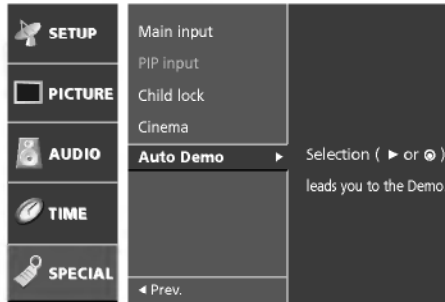 SETUP
PICTURE
AUDIO
TIME
SPECIAL
Main input
PIP input
Child lock
Cinema
Auto Demo ►
◄ Prev.
Selection ( ► or ◉ )
leads you to the Demo